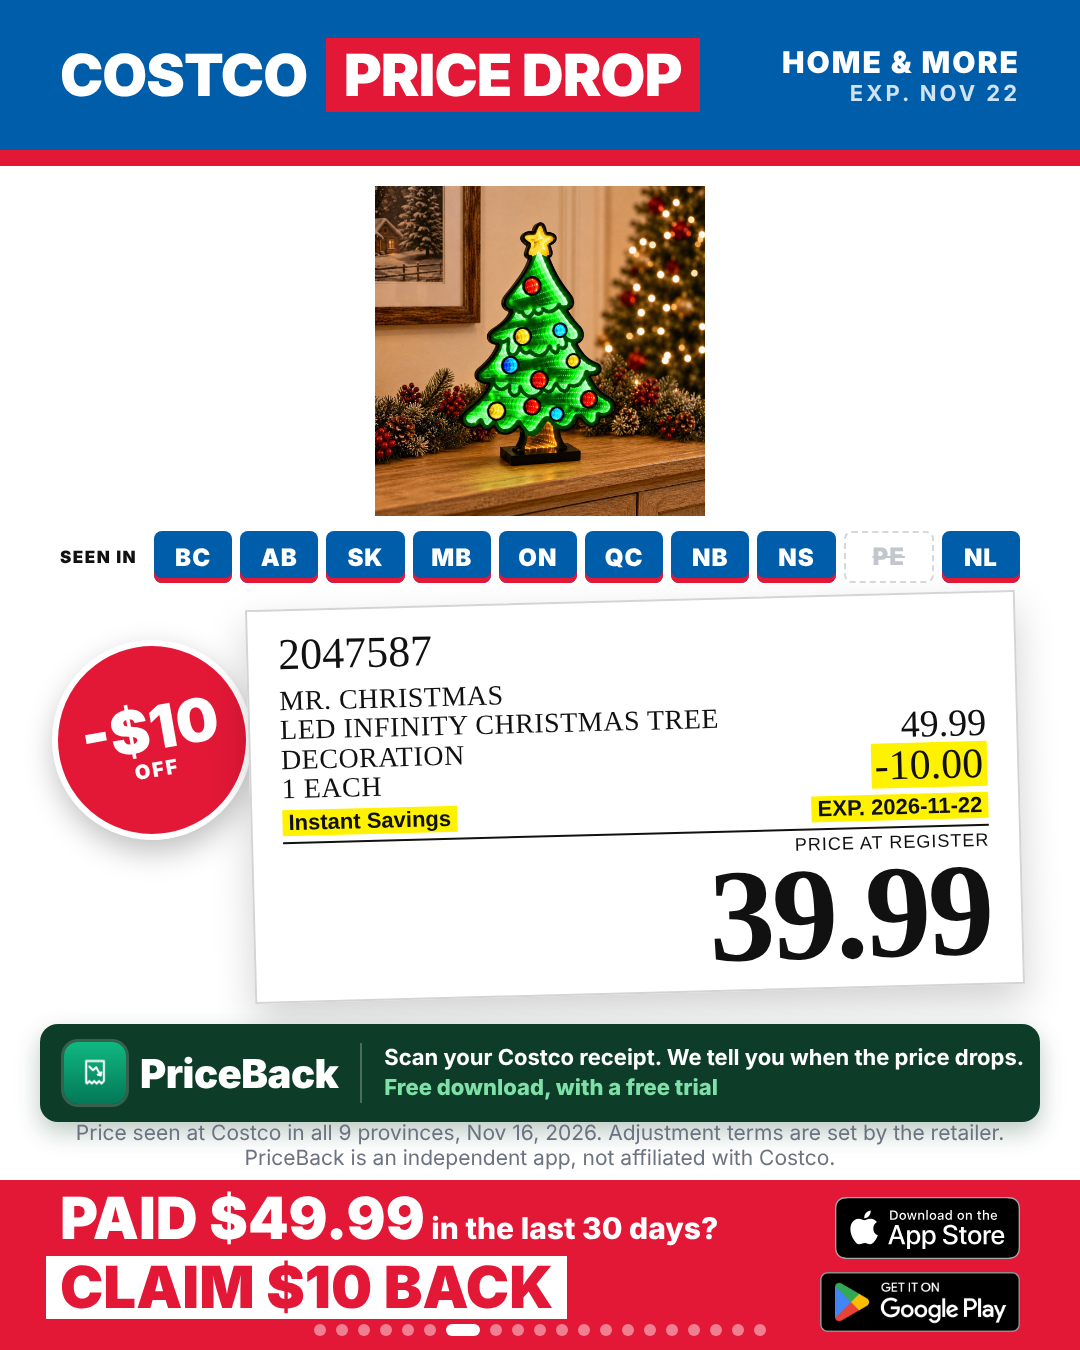 COSTCO PRICE DROP
HOME & MORE
EXP. NOV 22
SEEN IN BC AB SK MB ON QC NB NS PE NL
-$10
OFF
2047587
MR. CHRISTMAS
LED INFINITY CHRISTMAS TREE
DECORATION
1 EACH
Instant Savings
49.99
-10.00
EXP. 2026-11-22
PRICE AT REGISTER
39.99
PriceBack
Scan your Costco receipt. We tell you when the price drops.
Free download, with a free trial
Price seen at Costco in all 9 provinces, Nov 16, 2026. Adjustment terms are set by the retailer.
PriceBack is an independent app, not affiliated with Costco.
PAID $49.99 in the last 30 days?
CLAIM $10 BACK
Download on the
App Store
GET IT ON
Google Play